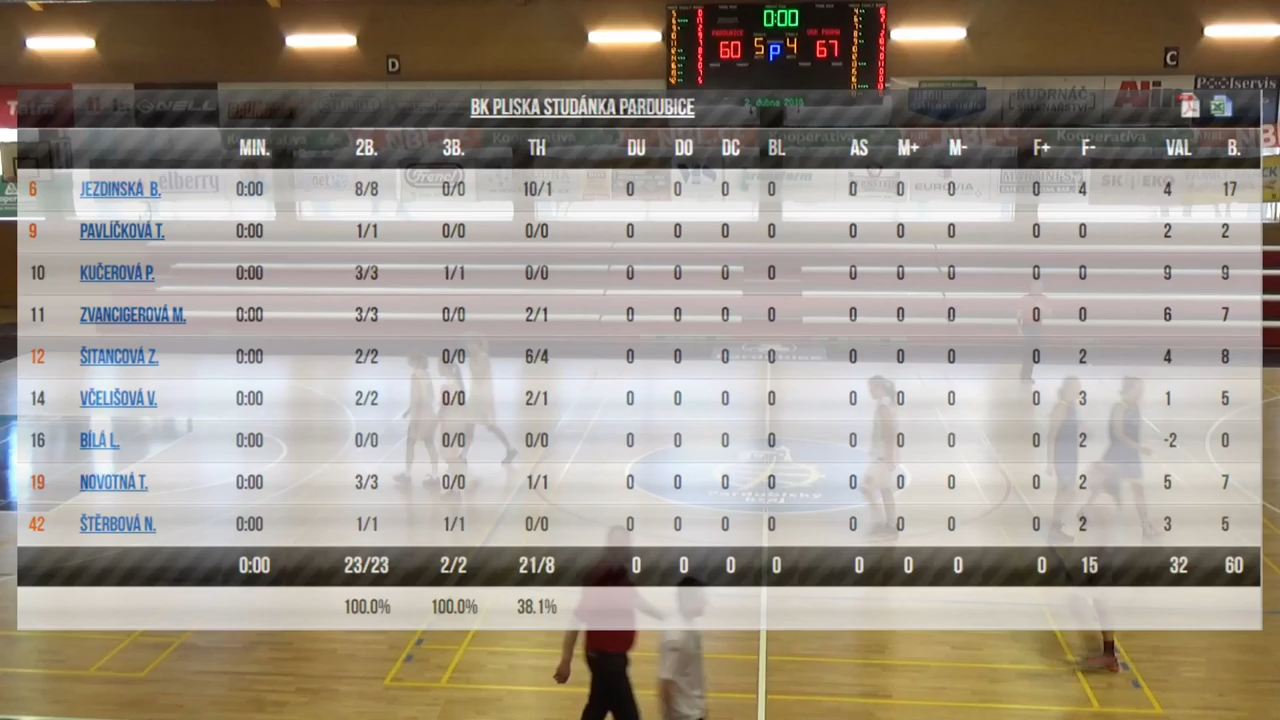 0:00
PARDUBICE USK PRAHA
60 5 P 4 67
D
C
KUDRNÁČ
BK PLISKA STUDÁNKA PARDUBICE
2. dubna 2016
MIN. 2B. 3B. TH DU DO DC BL AS M+ M- F+ F- VAL B.
6 JEZDINSKÁ B. 0:00 8/8 0/0 10/1 0 0 0 0 0 0 0 0 4 4 17
9 PAVLÍČKOVÁ T. 0:00 1/1 0/0 0/0 0 0 0 0 0 0 0 0 0 2 2
10 KUČEROVÁ P. 0:00 3/3 1/1 0/0 0 0 0 0 0 0 0 0 0 9 9
11 ZVANCIGEROVÁ M. 0:00 3/3 0/0 2/1 0 0 0 0 0 0 0 0 0 6 7
12 ŠITANCOVÁ Z. 0:00 2/2 0/0 6/4 0 0 0 0 0 0 0 0 2 4 8
14 VČELIŠOVÁ V. 0:00 2/2 0/0 2/1 0 0 0 0 0 0 0 0 3 1 5
16 BÍLÁ L. 0:00 0/0 0/0 0/0 0 0 0 0 0 0 0 0 2 -2 0
19 NOVOTNÁ T. 0:00 3/3 0/0 1/1 0 0 0 0 0 0 0 0 2 5 7
42 ŠTĚRBOVÁ N. 0:00 1/1 1/1 0/0 0 0 0 0 0 0 0 0 2 3 5
0:00 23/23 2/2 21/8 0 0 0 0 0 0 0 0 15 32 60
100.0% 100.0% 38.1%